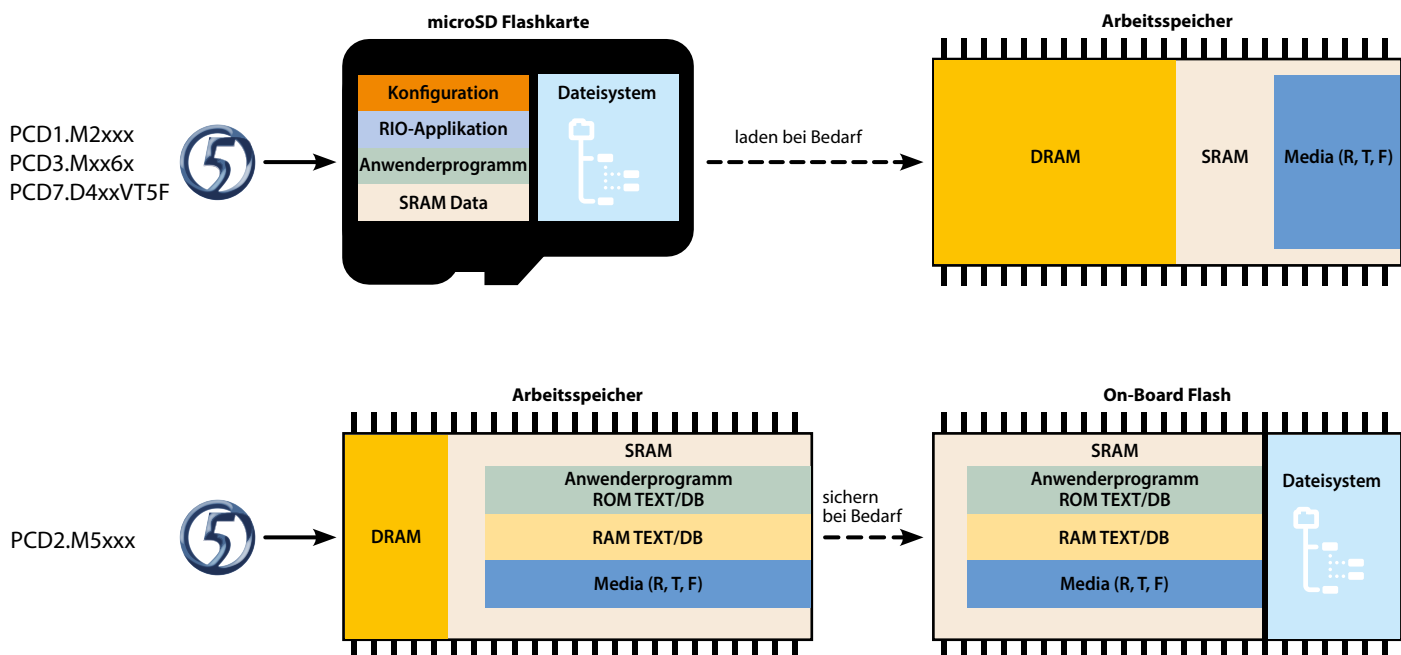 microSD Flashkarte
Arbeitsspeicher
PCD1.M2xxx
PCD3.Mxx6x
PCD7.D4xxVT5F
5
Konfiguration
RIO-Applikation
Anwenderprogramm
SRAM Data
Dateisystem
laden bei Bedarf
DRAM
SRAM
Media (R, T, F)
Arbeitsspeicher
On-Board Flash
PCD2.M5xxx
5
DRAM
SRAM
Anwenderprogramm
ROM TEXT/DB
RAM TEXT/DB
Media (R, T, F)
sichern
bei Bedarf
SRAM
Anwenderprogramm
ROM TEXT/DB
RAM TEXT/DB
Media (R, T, F)
Dateisystem